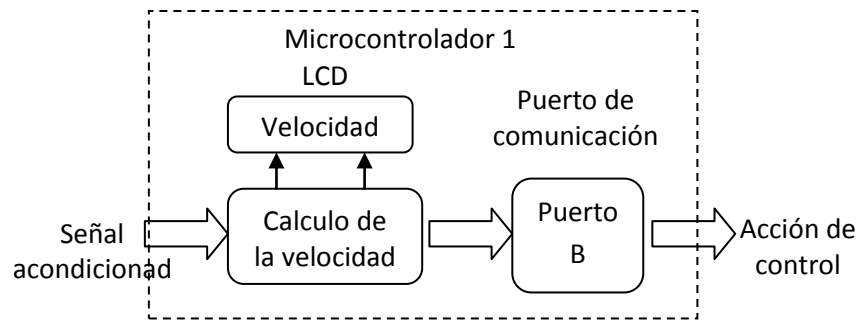 Microcontrolador 1
LCD
Velocidad
Puerto de
comunicación
Señal
acondicionad
Calculo de
la velocidad
Puerto
B
Acción de
control